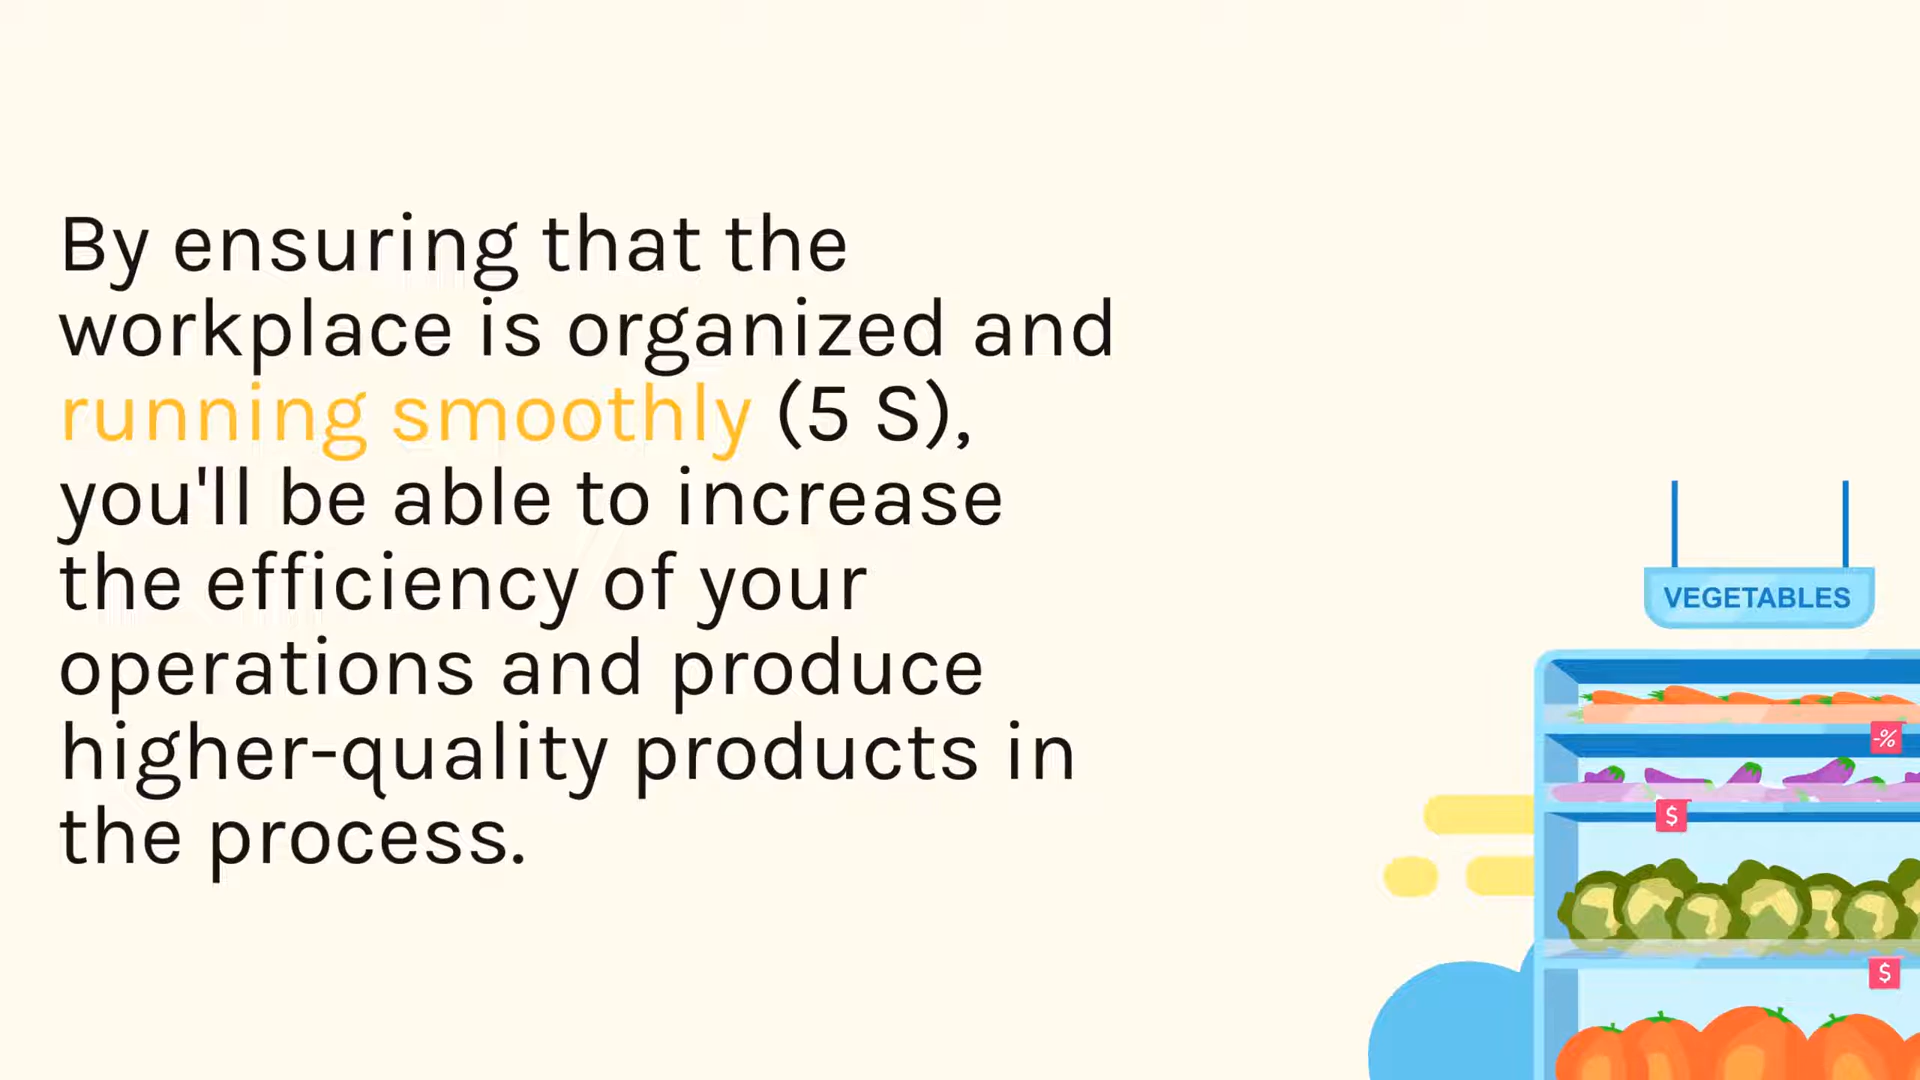 By ensuring that the
workplace is organized and
running smoothly (5 S),
you'll be able to increase
the efficiency of your
operations and produce
higher-quality products in
the process.
VEGETABLES
-%
$
$